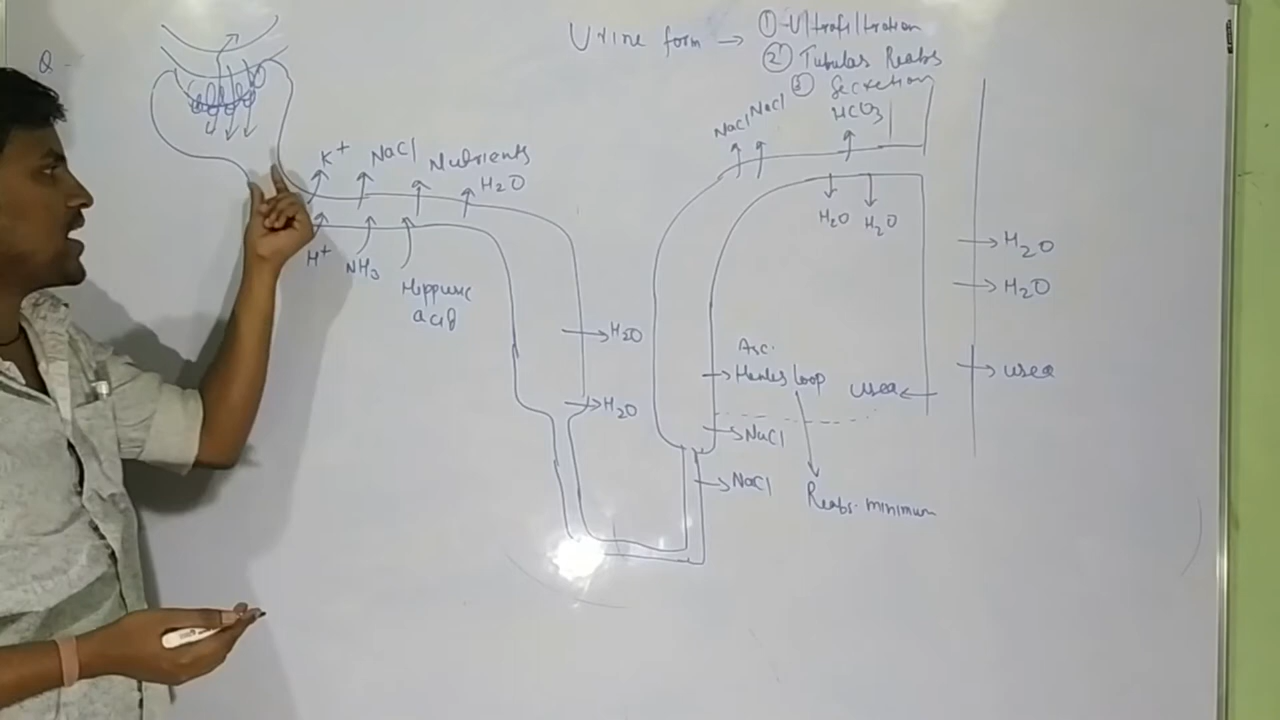 Urine form → ① Ultrafiltration
② Tubular Reabs
③ Secretion
Q -
NaCl NaCl HCO3
K+ NaCl Nutrients
H2O
H+ NH3 Hippuric
acid
H2O H2O
H2O
H2O
H2O
H2O
Asc.
Henles loop
urea
urea
NaCl
NaCl
Reabs. minimum